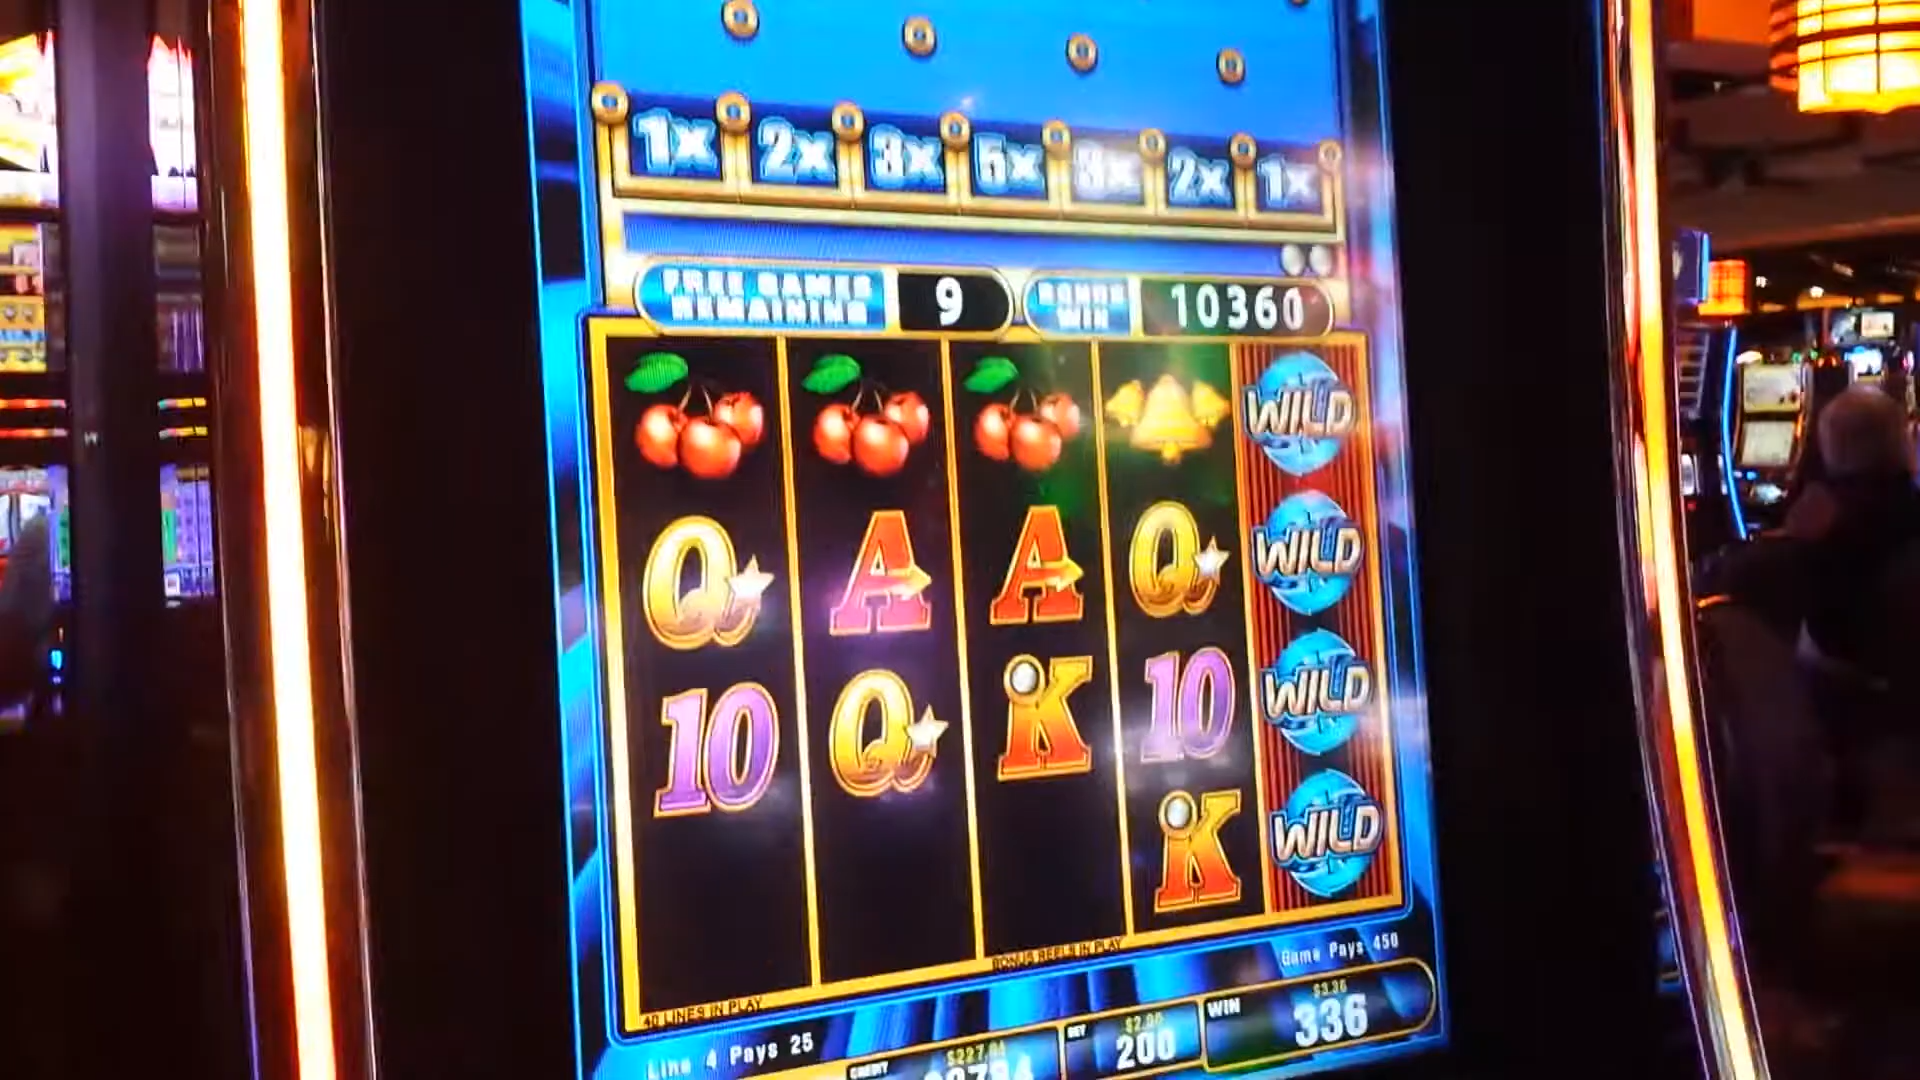 1x 2x 3x 5x 3x 2x 1x
FREE GAMES REMAINING 9
BONUS WIN 10360
WILD
Q A A Q WILD
10 Q K 10 WILD
K WILD
40 LINES IN PLAY
BONUS REELS IN PLAY
Game Pays 450
Line 4 Pays 25
CREDIT
BET $2.00 200
WIN $3.36 336